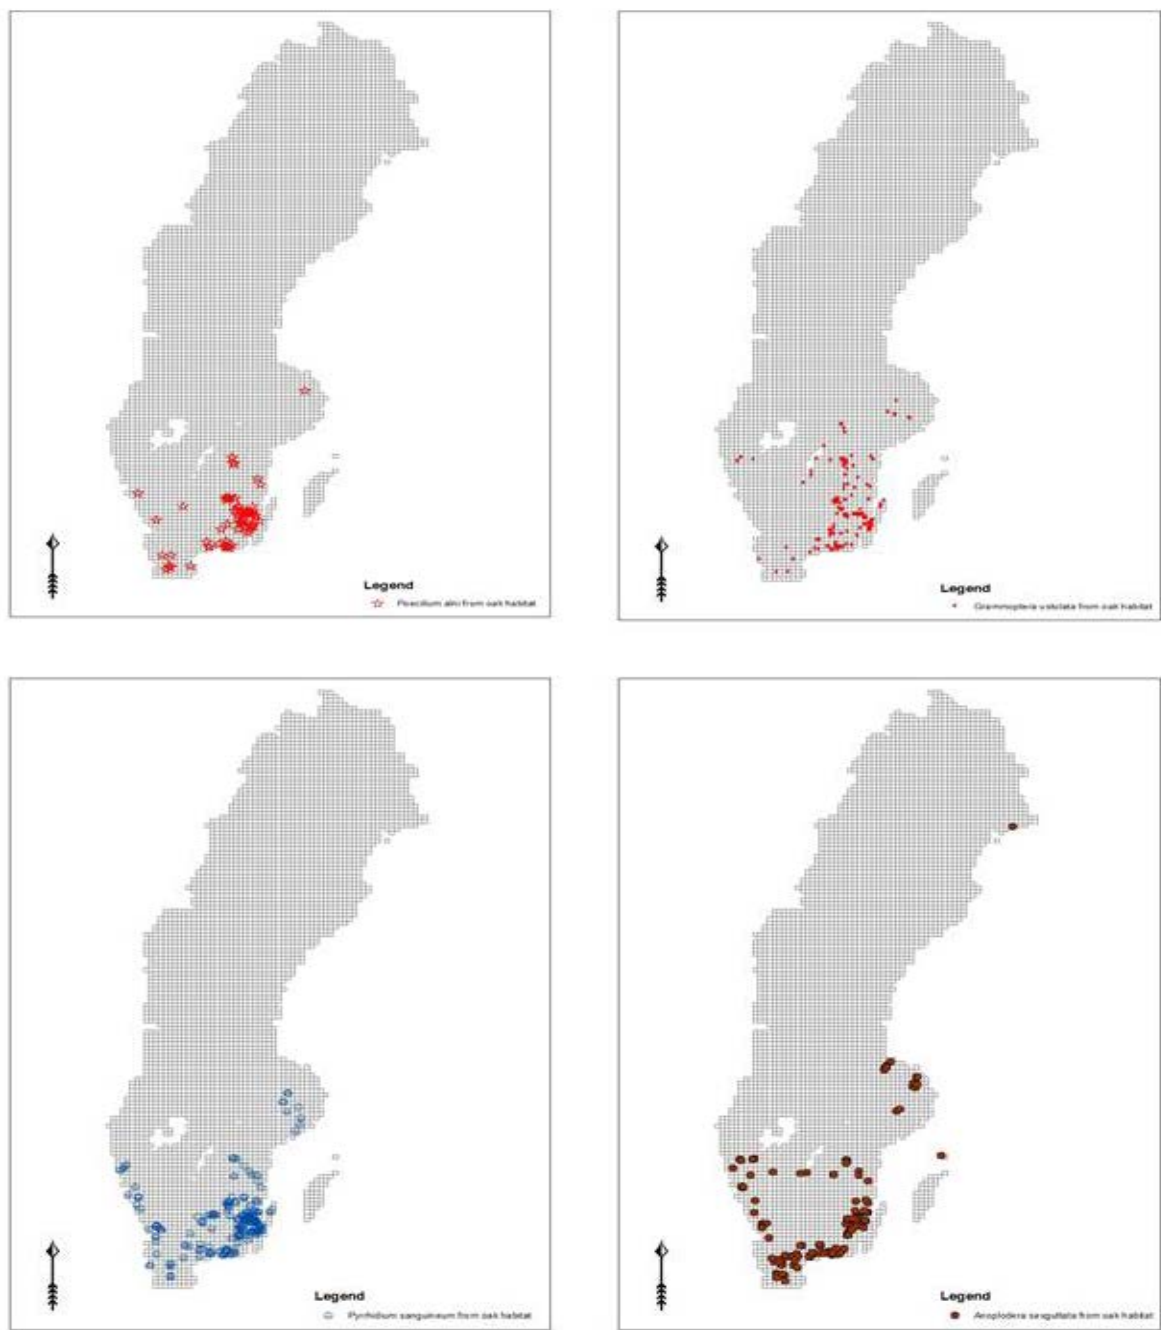 Legend
Poecilium alni from oak habitat
Legend
Grammoptera ustulata from oak habitat
Legend
Pyrrhidium sanguineum from oak habitat
Legend
Anoplodera sexguttata from oak habitat